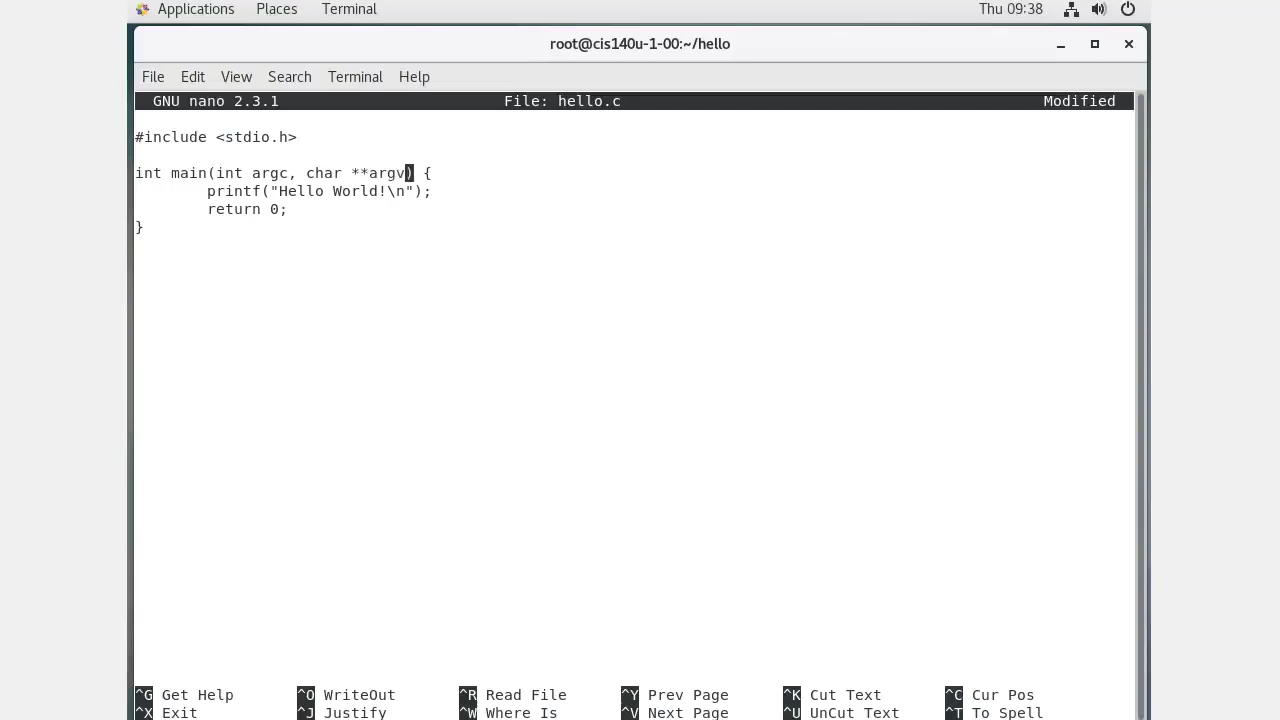 Applications Places Terminal Thu 09:38
root@cis140u-1-00:~/hello
File Edit View Search Terminal Help
GNU nano 2.3.1 File: hello.c Modified
#include <stdio.h>
int main(int argc, char **argv) {
printf("Hello World!\n");
return 0;
}
^G Get Help ^O WriteOut ^R Read File ^Y Prev Page ^K Cut Text ^C Cur Pos
^X Exit ^J Justify ^W Where Is ^V Next Page ^U UnCut Text ^T To Spell